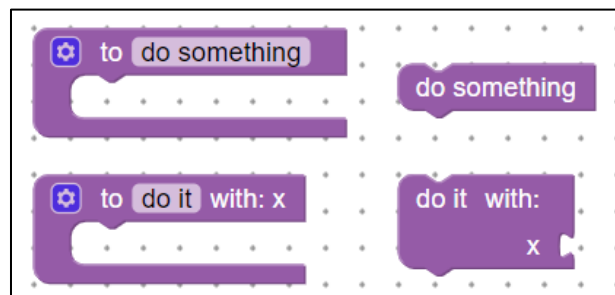 to do something
do something
to do it with: x
do it with:
x